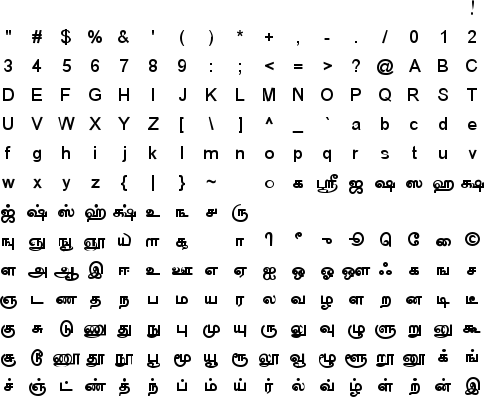 !
" # $ % & ' ( ) * + , - . / 0 1 2
3 4 5 6 7 8 9 : ; < = > ? @ A B C
D E F G H I J K L M N O P Q R S T
U V W X Y Z [ \ ] ^ _ ` a b c d e
f g h i j k l m n o p q r s t u v
w x y z { | } ~ ஸ்ரீ ஜ ஷ ஸ ஹ க்ஷ
ஜ் ஷ் ஸ் ஹ் க்ஷ்
©
ள அ ஆ இ ஈ உ ஊ எ ஏ ஐ ஒ ஓ ஔ ஃ க ங ச
ஞ ட ண த ந ப ம ய ர ல வ ழ ள ற ன டி டீ
கு சு டு ணு து நு பு மு யு ரு லு வு ழு ளு று னு கூ
சூ டூ ணூ தூ நூ பூ மூ யூ ரூ லூ வூ ழூ ளூ றூ னூ க் ங்
ச் ஞ் ட் ண் த் ந் ப் ம் ய் ர் ல் வ் ழ் ள் ற் ன் இ